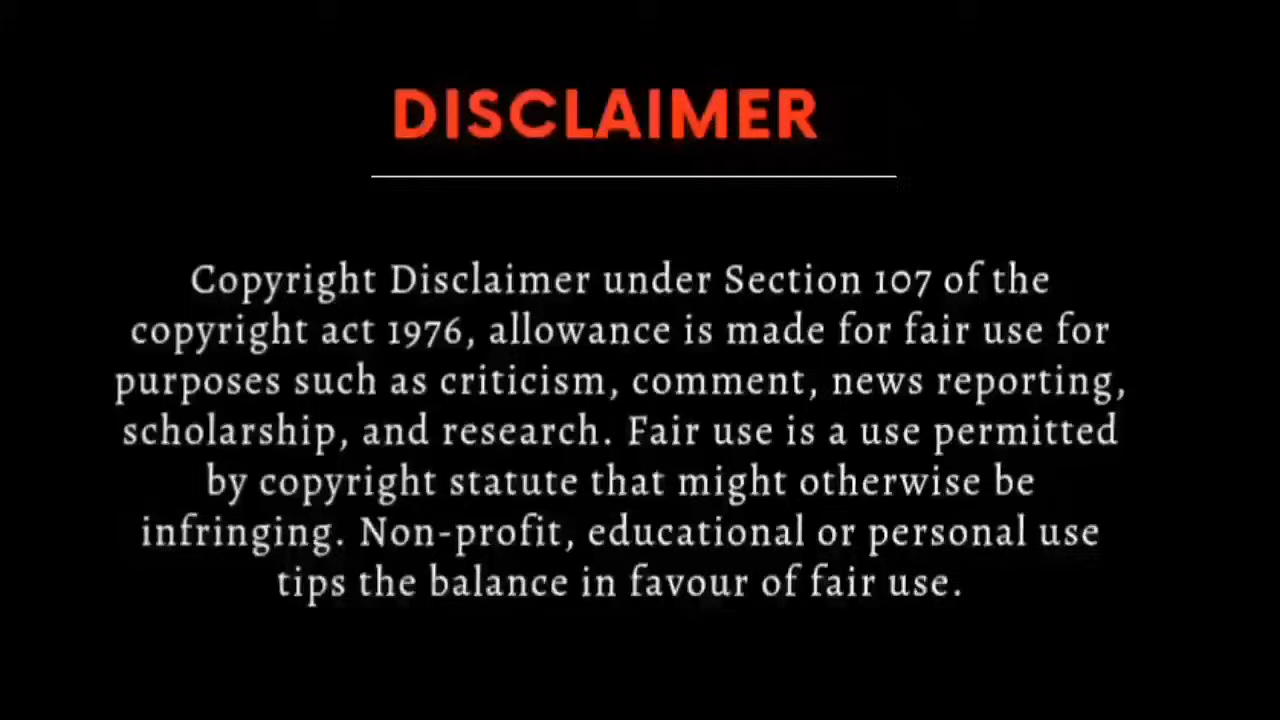 DISCLAIMER
Copyright Disclaimer under Section 107 of the
copyright act 1976, allowance is made for fair use for
purposes such as criticism, comment, news reporting,
scholarship, and research. Fair use is a use permitted
by copyright statute that might otherwise be
infringing. Non-profit, educational or personal use
tips the balance in favour of fair use.